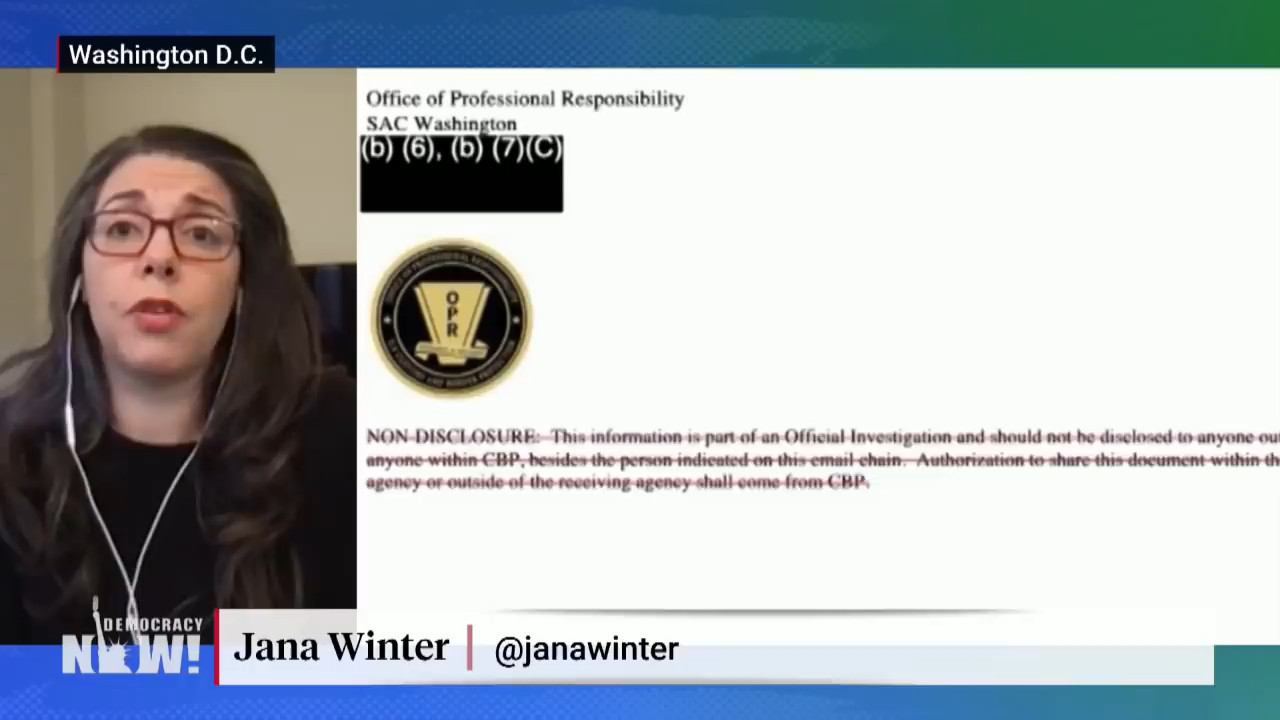 Washington D.C.
Office of Professional Responsibility
SAC Washington
(b) (6), (b) (7)(C)
OPR
NON-DISCLOSURE: This information is part of an Official Investigation and should not be disclosed to anyone
anyone within CBP, besides the person indicated on this email chain. Authorization to share this document within
agency or outside of the receiving agency shall come from CBP.
DEMOCRACY
NOW!
Jana Winter
@janawinter